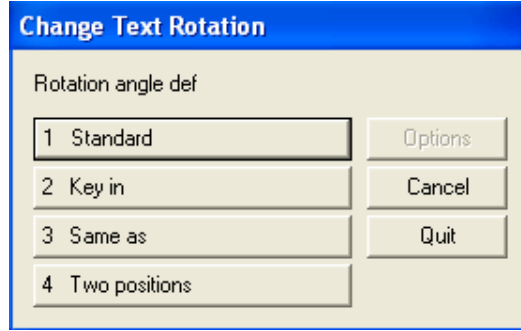 Change Text Rotation
Rotation angle def
1 Standard
Options
2 Key in
Cancel
3 Same as
Quit
4 Two positions